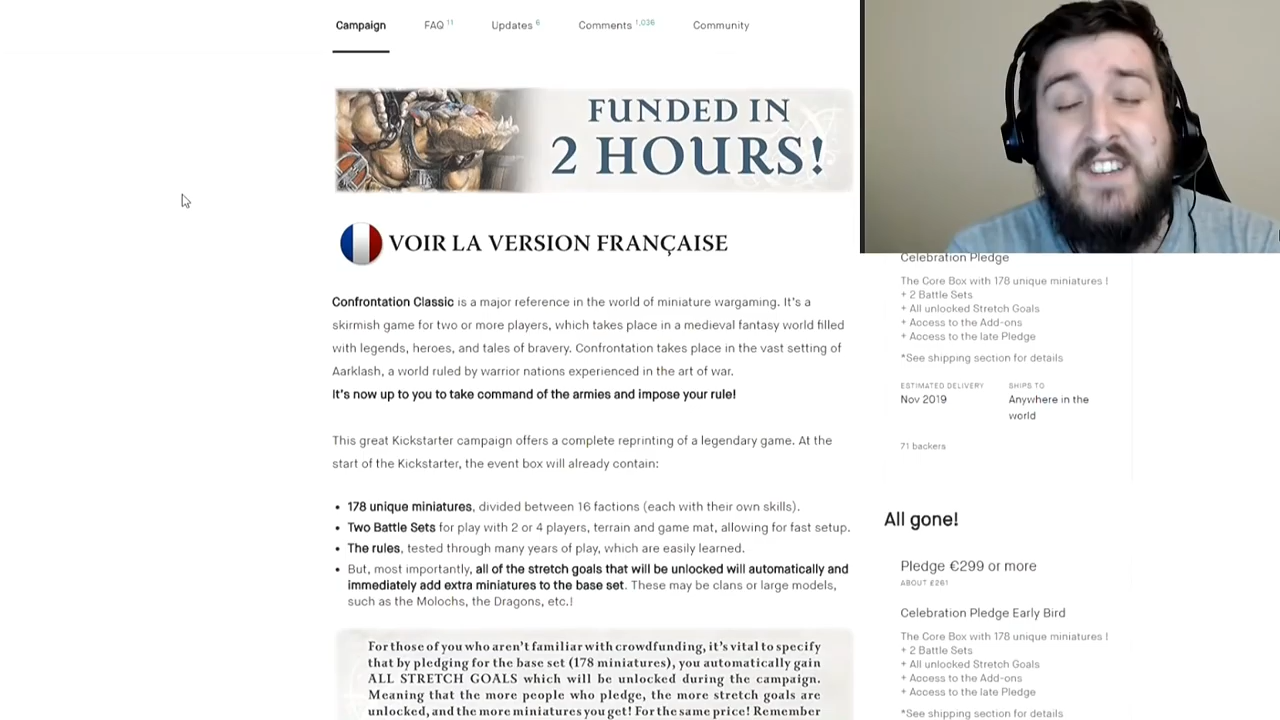 Campaign
FAQ 11
Updates 6
Comments 1,036
Community
FUNDED IN
2 HOURS!
VOIR LA VERSION FRANÇAISE
Confrontation Classic is a major reference in the world of miniature wargaming. It's a
skirmish game for two or more players, which takes place in a medieval fantasy world filled
with legends, heroes, and tales of bravery. Confrontation takes place in the vast setting of
Aarklash, a world ruled by warrior nations experienced in the art of war.
It's now up to you to take command of the armies and impose your rule!
This great Kickstarter campaign offers a complete reprinting of a legendary game. At the
start of the Kickstarter, the event box will already contain:
• 178 unique miniatures, divided between 16 factions (each with their own skills).
• Two Battle Sets for play with 2 or 4 players, terrain and game mat, allowing for fast setup.
• The rules, tested through many years of play, which are easily learned.
• But, most importantly, all of the stretch goals that will be unlocked will automatically and
immediately add extra miniatures to the base set. These may be clans or large models,
such as the Molochs, the Dragons, etc.!
For those of you who aren't familiar with crowdfunding, it's vital to specify
that by pledging for the base set (178 miniatures), you automatically gain
ALL STRETCH GOALS which will be unlocked during the campaign.
Meaning that the more people who pledge, the more stretch goals are
unlocked, and the more miniatures you get! For the same price! Remember
Celebration Pledge
The Core Box with 178 unique miniatures !
+ 2 Battle Sets
+ All unlocked Stretch Goals
+ Access to the Add-ons
+ Access to the late Pledge
*See shipping section for details
ESTIMATED DELIVERY
Nov 2019
SHIPS TO
Anywhere in the
world
71 backers
All gone!
Pledge €299 or more
ABOUT £261
Celebration Pledge Early Bird
The Core Box with 178 unique miniatures !
+ 2 Battle Sets
+ All unlocked Stretch Goals
+ Access to the Add-ons
+ Access to the late Pledge
*See shipping section for details